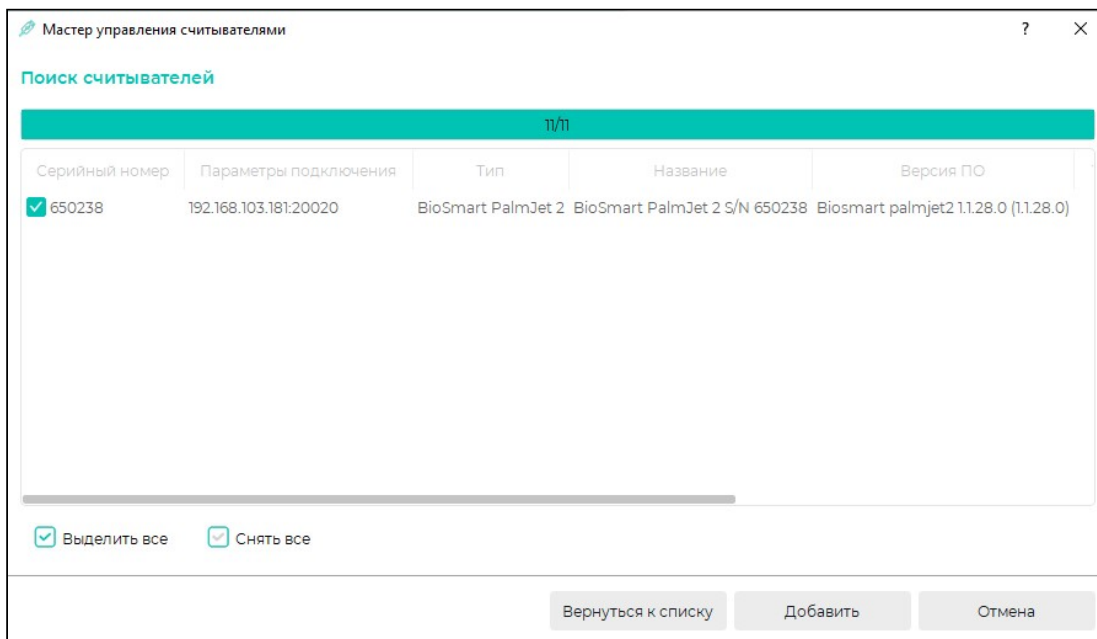 Мастер управления считывателями ?
Поиск считывателей
11/11
Серийный номер Параметры подключения Тип Название Версия ПО
650238 192.168.103.181:20020 BioSmart PalmJet 2 BioSmart PalmJet 2 S/N 650238 Biosmart palmjet2 1.1.28.0 (1.1.28.0)
Выделить все Снять все
Вернуться к списку Добавить Отмена